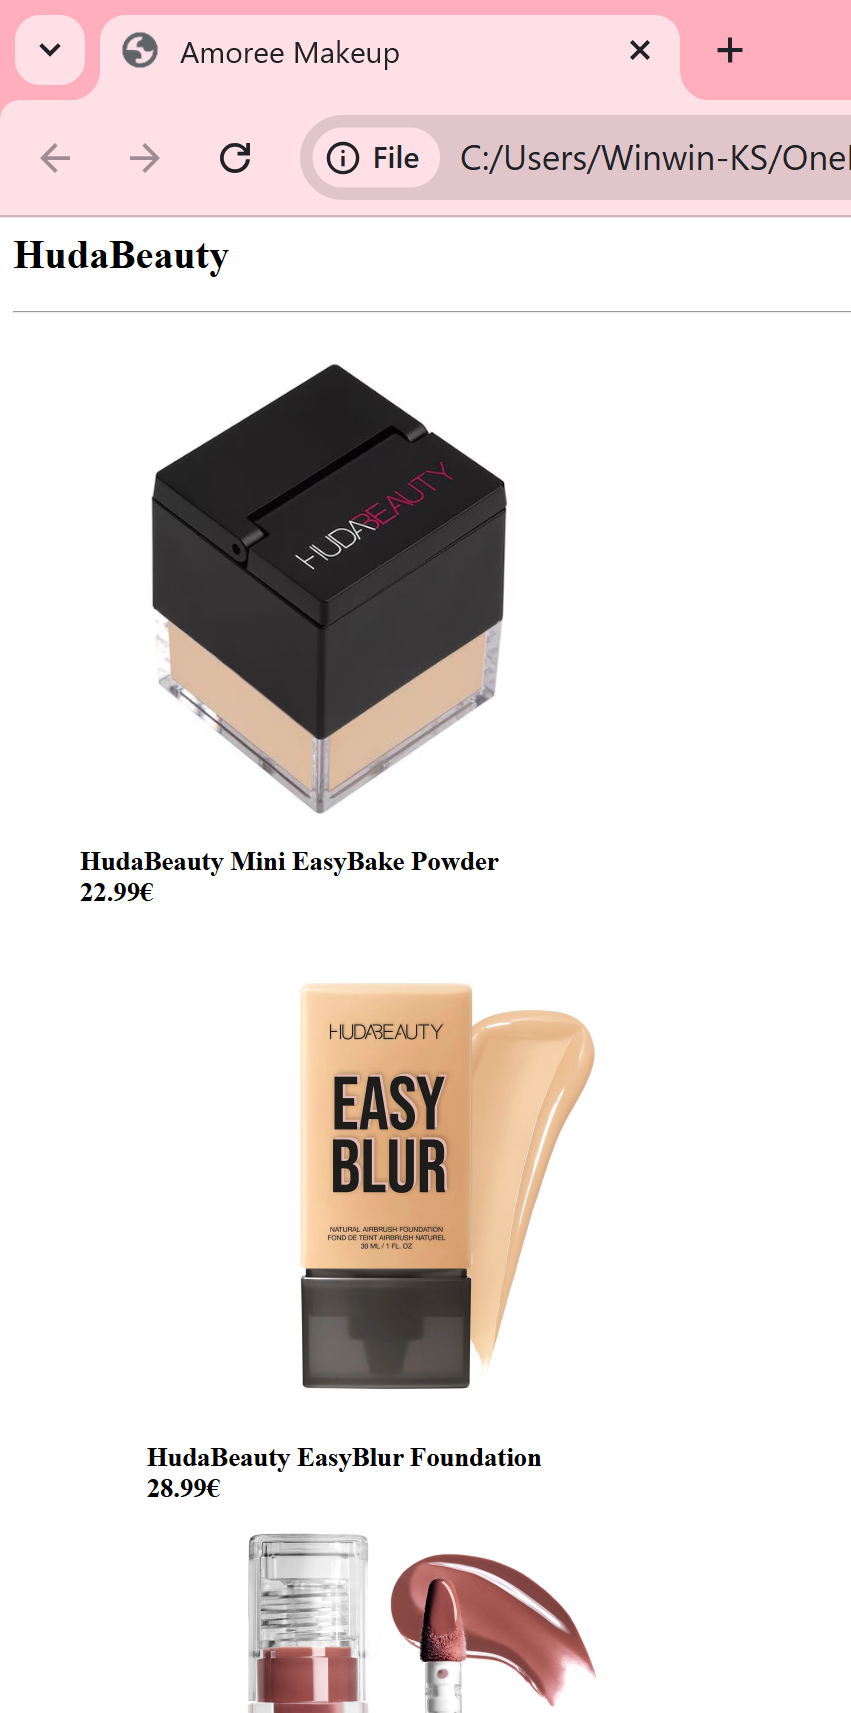 Amoree Makeup
File
C:/Users/Winwin-KS/One
HudaBeauty
HUDABEAUTY
HudaBeauty Mini EasyBake Powder
22.99€
HUDABEAUTY
EASY
BLUR
NATURAL AIRBRUSH FOUNDATION
FOND DE TEINT AIRBRUSH NATUREL
30 ML / 1 FL. OZ
HudaBeauty EasyBlur Foundation
28.99€